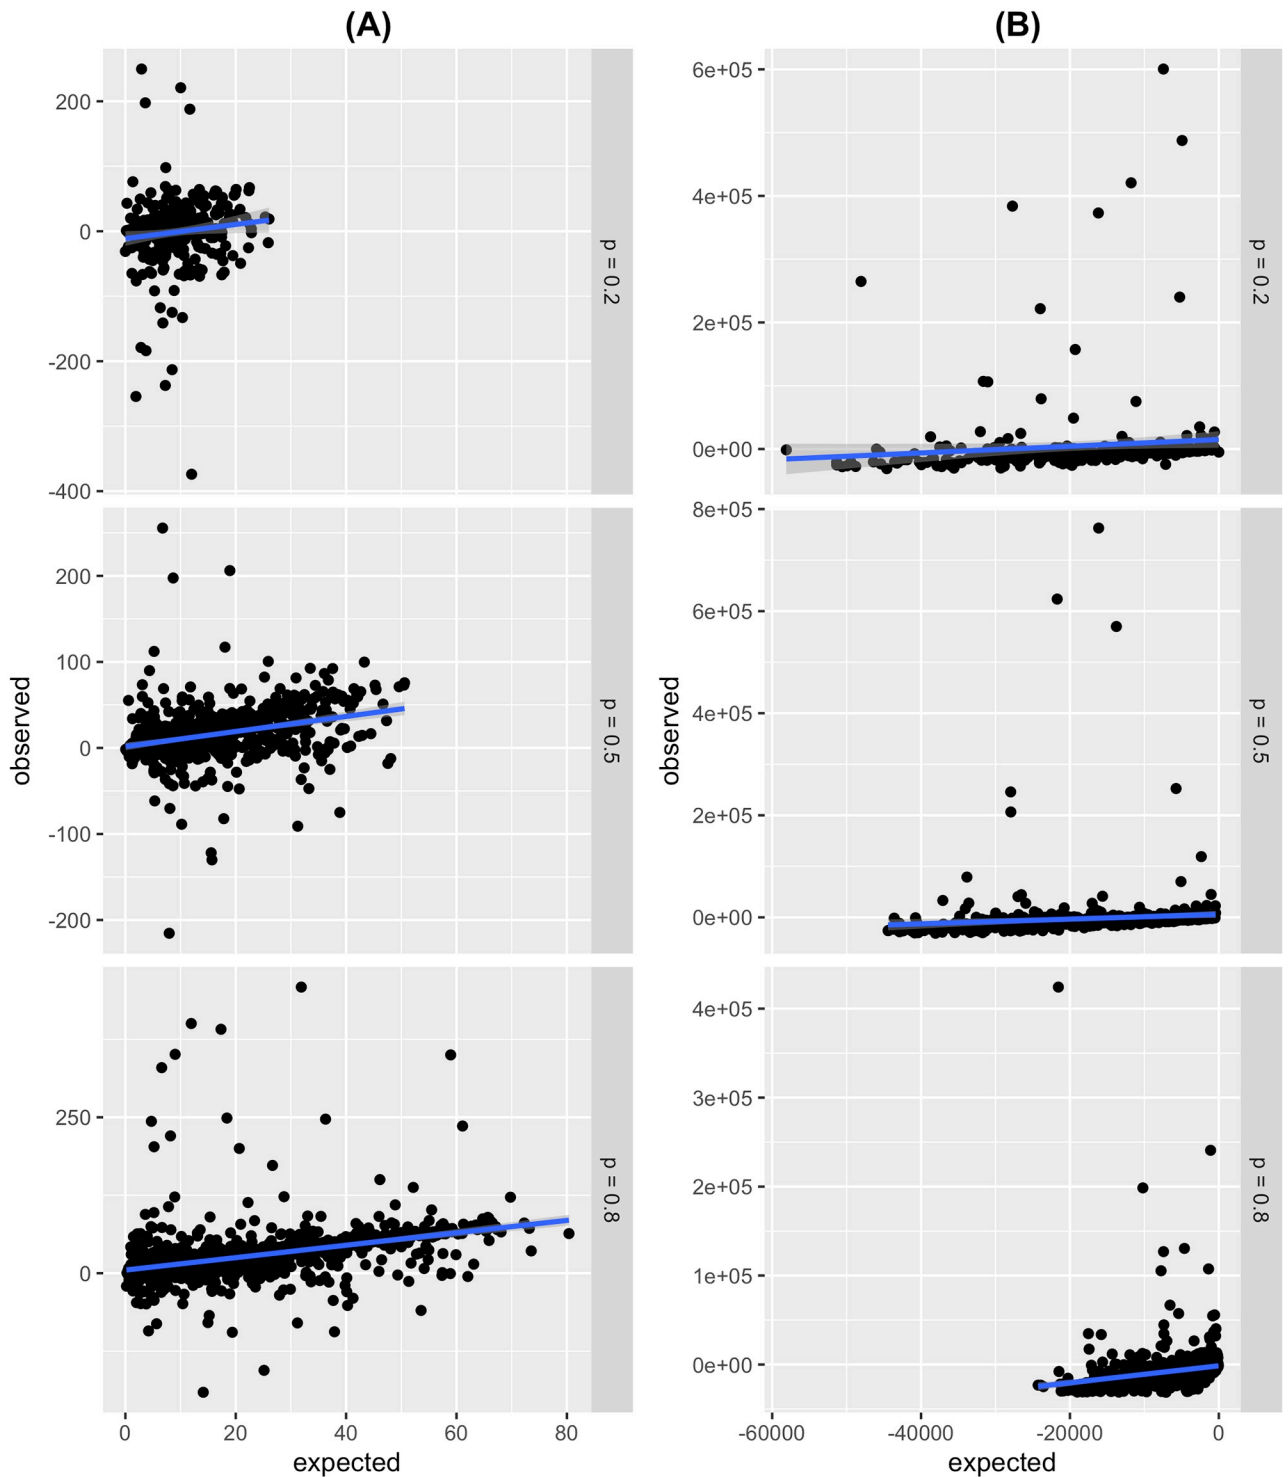 (A)
200
0
-200
-400
p = 0.2
200
100
0
-100
-200
p = 0.5
250
0
p = 0.8
observed
0
20
40
60
80
expected
(B)
6e+05
4e+05
2e+05
0e+00
p = 0.2
8e+05
6e+05
4e+05
2e+05
0e+00
p = 0.5
4e+05
3e+05
2e+05
1e+05
0e+00
p = 0.8
observed
-60000
-40000
-20000
0
expected